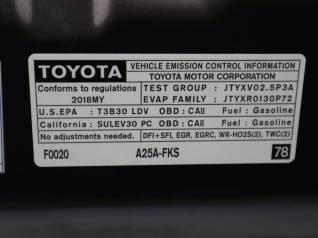 TOYOTA
VEHICLE EMISSION CONTROL INFORMATION
TOYOTA MOTOR CORPORATION
Conforms to regulations
2018MY
TEST GROUP : JTYXV02.5P3A
EVAP FAMILY : JTYXR0130P72
U.S.EPA : T3B30 LDV OBD : CAⅡ Fuel : Gasoline
California : SULEV30 PC OBD : CAⅡ Fuel : Gasoline
No adjustments needed. DFI+SFI, EGR, EGRC, WR-HO2S(2), TWC(2)
F0020 A25A-FKS 78